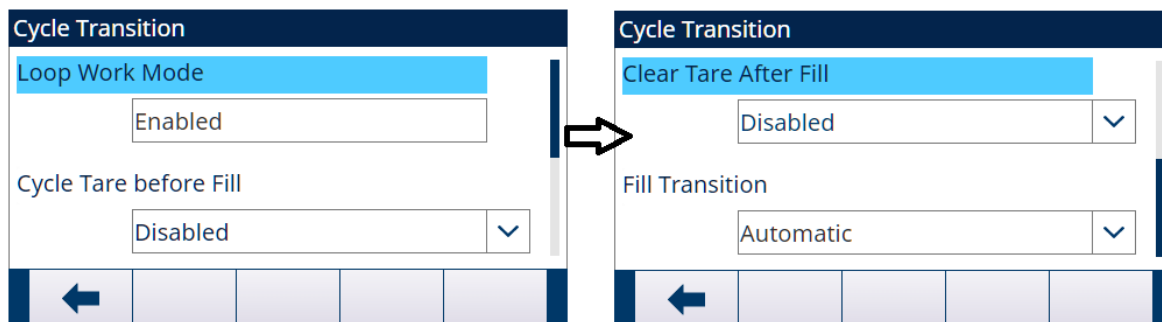 Cycle Transition
Loop Work Mode
Enabled
Cycle Tare before Fill
Disabled
Cycle Transition
Clear Tare After Fill
Disabled
Fill Transition
Automatic